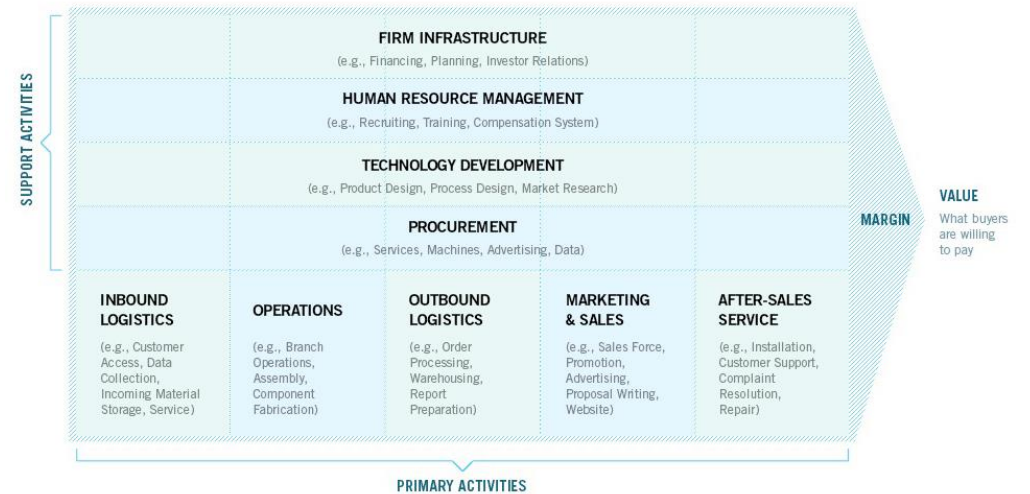 SUPPORT ACTIVITIES
FIRM INFRASTRUCTURE
(e.g., Financing, Planning, Investor Relations)
HUMAN RESOURCE MANAGEMENT
(e.g., Recruiting, Training, Compensation System)
TECHNOLOGY DEVELOPMENT
(e.g., Product Design, Process Design, Market Research)
PROCUREMENT
(e.g., Services, Machines, Advertising, Data)
INBOUND
LOGISTICS
(e.g., Customer
Access, Data
Collection,
Incoming Material
Storage, Service)
OPERATIONS
(e.g., Branch
Operations,
Assembly,
Component
Fabrication)
OUTBOUND
LOGISTICS
(e.g., Order
Processing,
Warehousing,
Report
Preparation)
MARKETING
& SALES
(e.g., Sales Force,
Promotion,
Advertising,
Proposal Writing,
Website)
AFTER-SALES
SERVICE
(e.g., Installation,
Customer Support,
Complaint
Resolution,
Repair)
MARGIN
VALUE
What buyers
are willing
to pay
PRIMARY ACTIVITIES